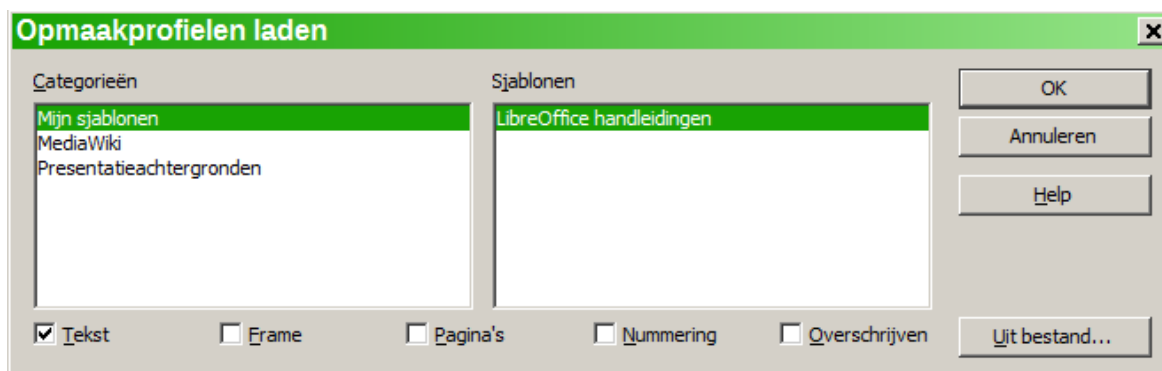 Opmaakprofielen laden
Categorieën
Sjablonen
OK
Mijn sjablonen
LibreOffice handleidingen
MediaWiki
Annuleren
Presentatieachtergronden
Help
Tekst
Frame
Pagina's
Nummering
Overschrijven
Uit bestand...